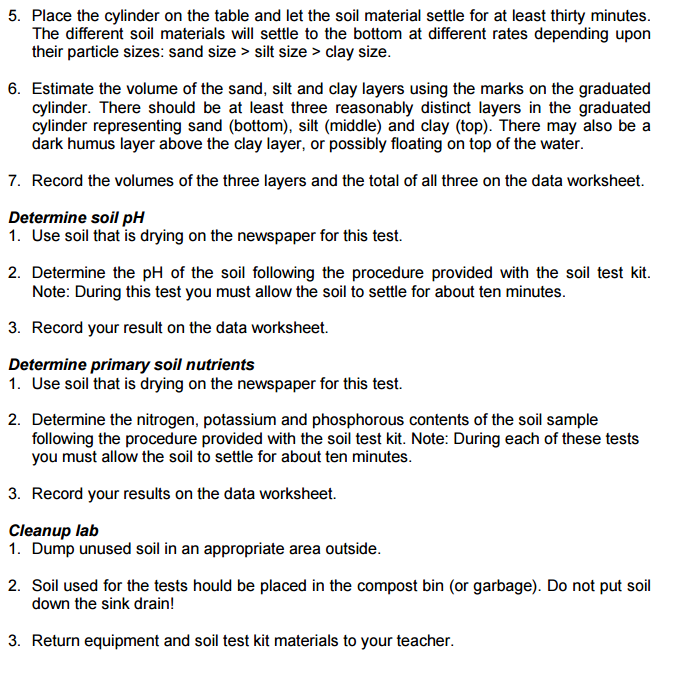 5. Place the cylinder on the table and let the soil material settle for at least thirty minutes.
The different soil materials will settle to the bottom at different rates depending upon
their particle sizes: sand size > silt size > clay size.
6. Estimate the volume of the sand, silt and clay layers using the marks on the graduated
cylinder. There should be at least three reasonably distinct layers in the graduated
cylinder representing sand (bottom), silt (middle) and clay (top). There may also be a
dark humus layer above the clay layer, or possibly floating on top of the water.
7. Record the volumes of the three layers and the total of all three on the data worksheet.
Determine soil pH
1. Use soil that is drying on the newspaper for this test.
2. Determine the pH of the soil following the procedure provided with the soil test kit.
Note: During this test you must allow the soil to settle for about ten minutes.
3. Record your result on the data worksheet.
Determine primary soil nutrients
1. Use soil that is drying on the newspaper for this test.
2. Determine the nitrogen, potassium and phosphorous contents of the soil sample
following the procedure provided with the soil test kit. Note: During each of these tests
you must allow the soil to settle for about ten minutes.
3. Record your results on the data worksheet.
Cleanup lab
1. Dump unused soil in an appropriate area outside.
2. Soil used for the tests hould be placed in the compost bin (or garbage). Do not put soil
down the sink drain!
3. Return equipment and soil test kit materials to your teacher.